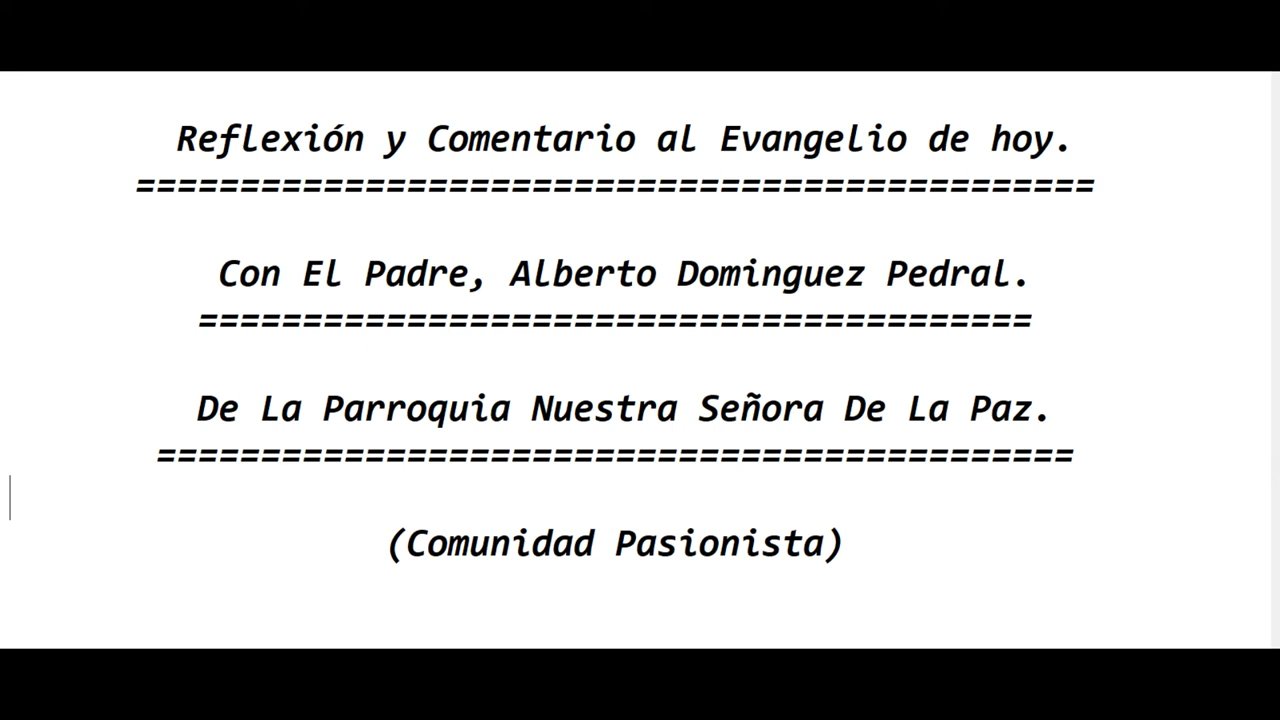 Reflexión y Comentario al Evangelio de hoy.
==============================================
Con El Padre, Alberto Dominguez Pedral.
========================================
De La Parroquia Nuestra Señora De La Paz.
============================================
(Comunidad Pasionista)